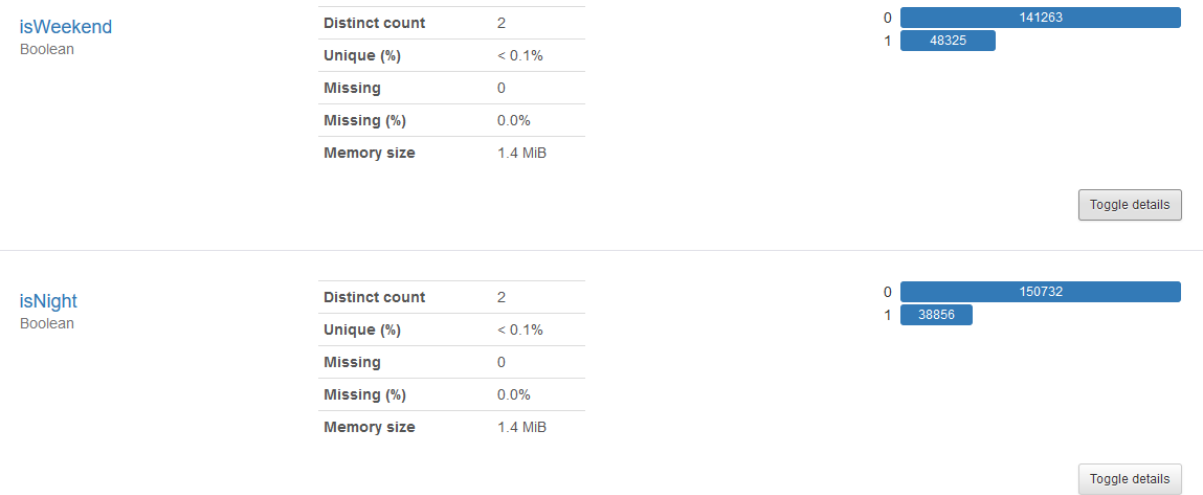 isWeekend
Boolean
Distinct count 2
Unique (%) < 0.1%
Missing 0
Missing (%) 0.0%
Memory size 1.4 MiB
0 141263
1 48325
Toggle details
isNight
Boolean
Distinct count 2
Unique (%) < 0.1%
Missing 0
Missing (%) 0.0%
Memory size 1.4 MiB
0 150732
1 38856
Toggle details